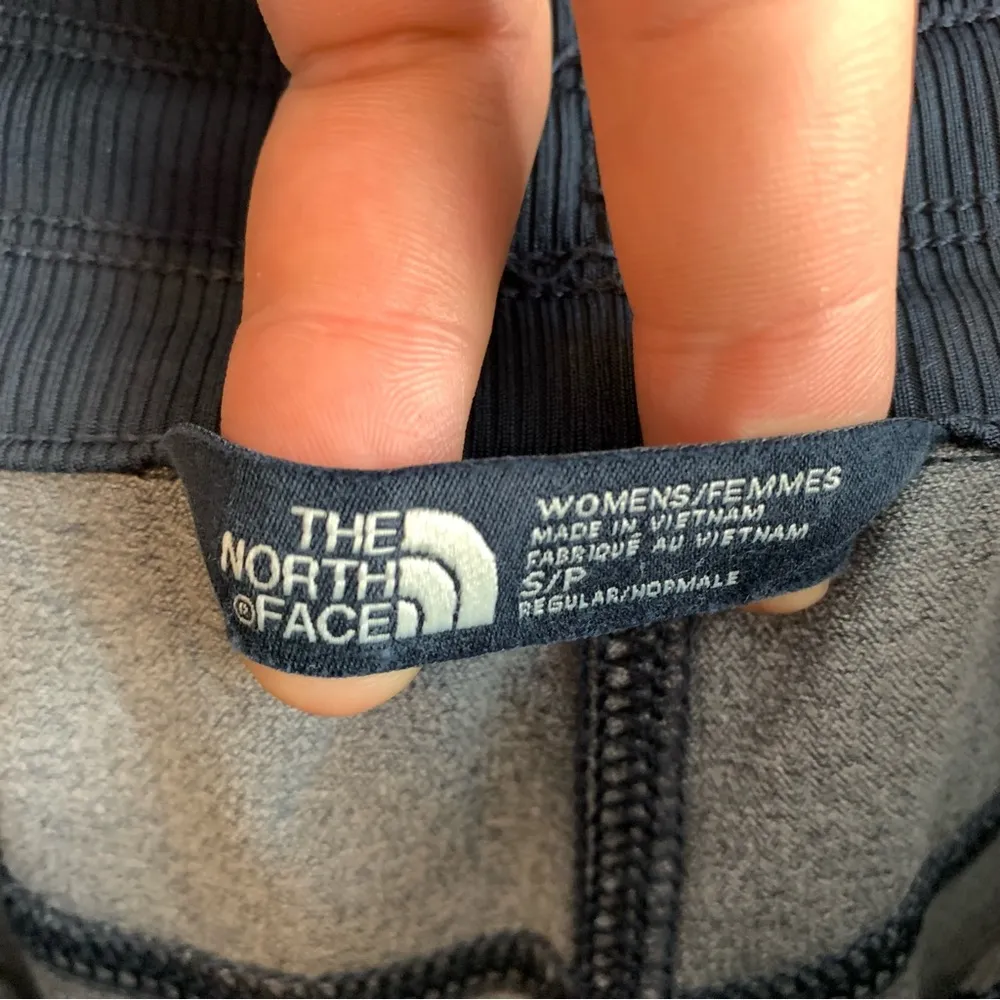 THE
NORTH
®FACE
WOMENS/FEMMES
MADE IN VIETNAM
FABRIQUÉ AU VIETNAM
S/P
REGULAR/NORMALE